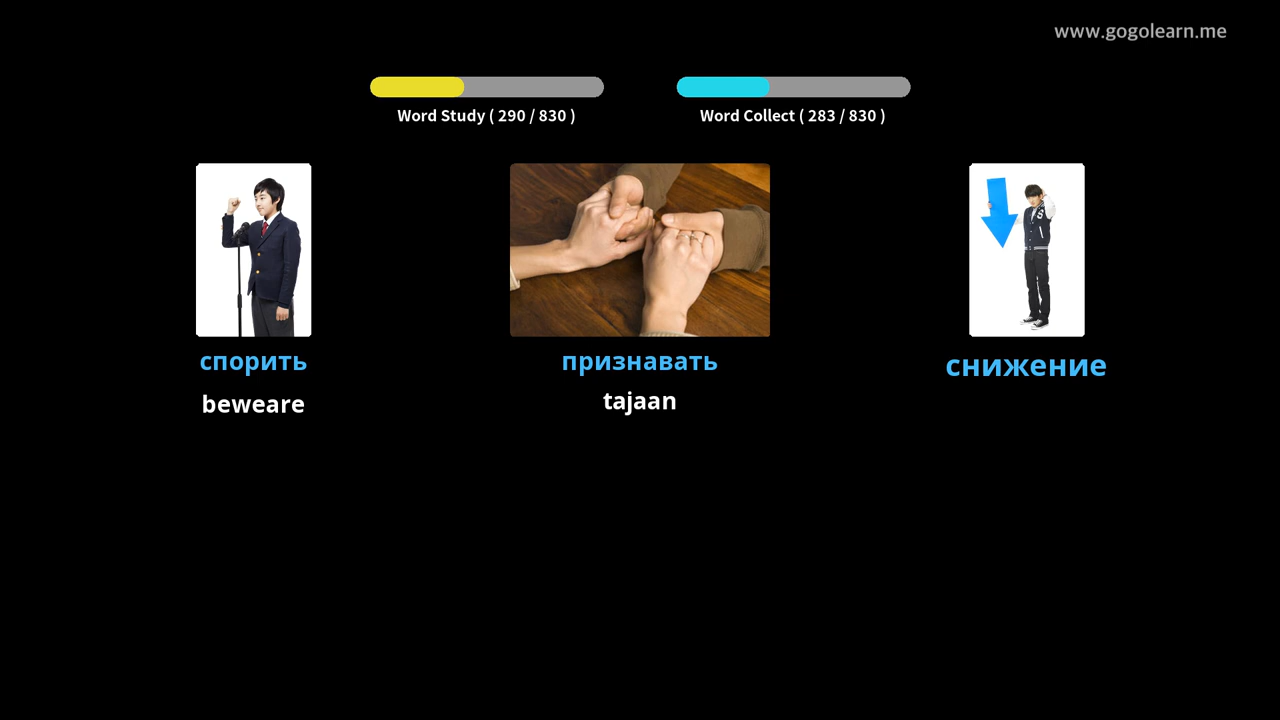 www.gogolearn.me
Word Study ( 290 / 830 )
Word Collect ( 283 / 830 )
спорить
beweare
признавать
tajaan
снижение